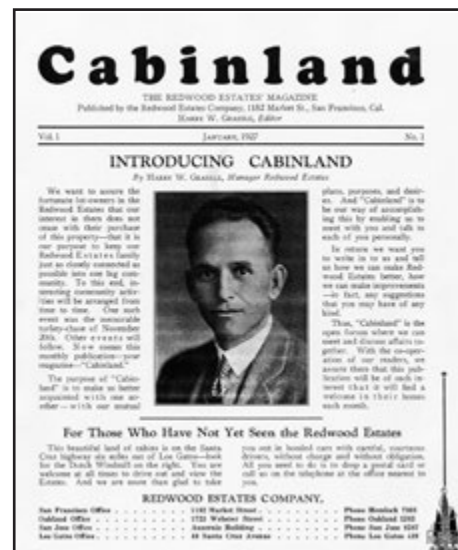 Cabinland
THE REDWOOD ESTATES' MAGAZINE
Published by the Redwood Estates Company, 1182 Market St., San Francisco, Cal.
HARRY W. Editor
Vol. 1 JANUARY, 1927 No. 1
INTRODUCING CABINLAND
By HARRY W. Manager Redwood Estates
We want to assure the
fortunate lot-owners in the
Redwood Estates that our
interest in them does not
cease with their purchase
of this property—that it is
our purpose to keep our
Redwood Estates family
just as closely connected as
possible into one big com-
munity. To this end, in-
teresting community activi-
ties will be arranged from
time to time. One such
event was the memorable
turkey-chase of November
20th. Other events will
follow. Now comes this
monthly publication—your
magazine—"Cabinland."
The purpose of "Cabin-
land" is to make us better
acquainted with one an-
other—with our mutual
plans, purposes, and desir-
es. And "Cabinland" is to
be our way of accomplish-
ing this by enabling us to
meet with you and talk to
each of you personally.
In return we want you
to write in to us and tell
us how we can make Red-
wood Estates better, how
we can make improvements
—in fact, any suggestions
that you may have of any
kind.
Thus, "Cabinland" is the
open forum where we can
meet and discuss affairs to-
gether. With the co-oper-
ation of our readers, we
assure them that this pub-
lication will be of such in-
terest that it will find a
welcome in their homes
each month.
For Those Who Have Not Yet Seen the Redwood Estates
This beautiful land of cabins is on the Santa
Cruz highway six miles out of Los Gatos—look
for the Dutch Windmill on the right. You are
welcome at all times to drive out and view the
Estates. And we are more than glad to take
you out in bonded cars with careful, courteous
drivers, without charge and without obligation.
All you need to do is to drop a postal card or
call us on the telephone at the office nearest to
you.
REDWOOD ESTATES COMPANY.
San Francisco Office 1182 Market Street Phone Hemlock
Oakland Office 1723 Webster Street Phone Oakland
San Jose Office Building Phone San Jose
Los Gatos Office Santa Cruz Avenue Phone Los Gatos